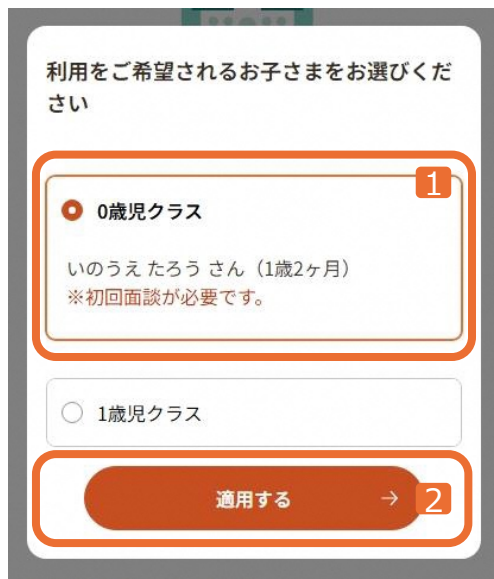 利用をご希望されるお子さまをお選びくだ
さい
1
0歳児クラス
いのうえ たろう さん（1歳2ヶ月）
※初回面談が必要です。
1歳児クラス
適用する → 2